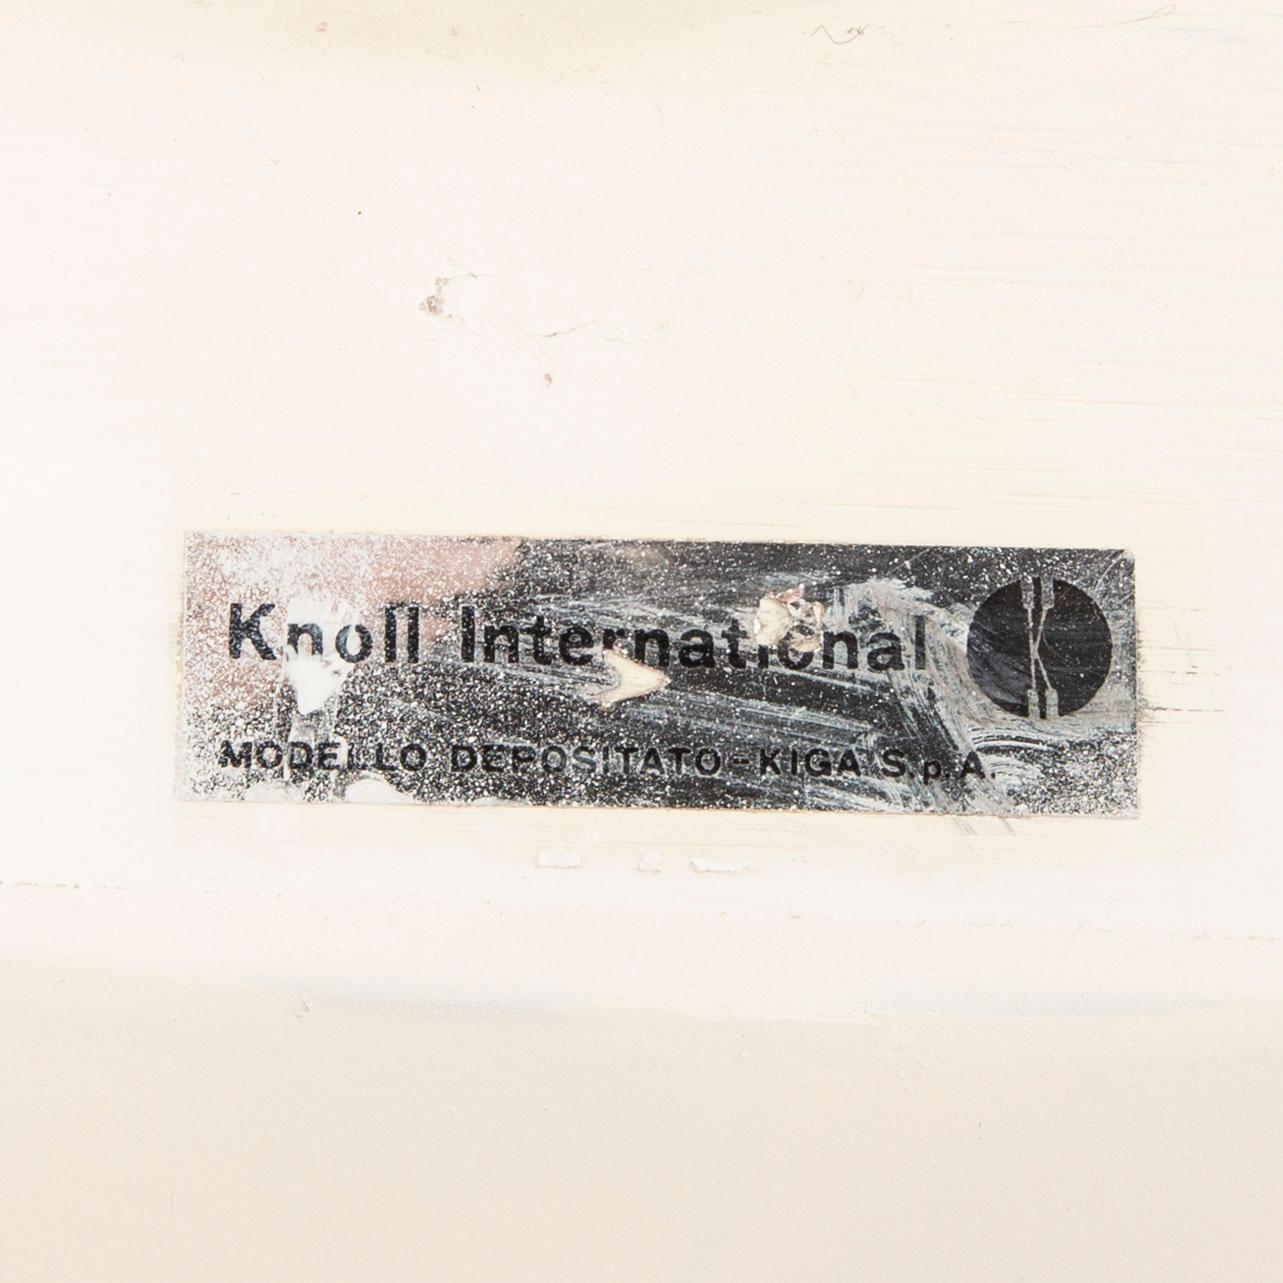 Knoll International
MODELLO DEPOSITATO - KIGA S.p.A.